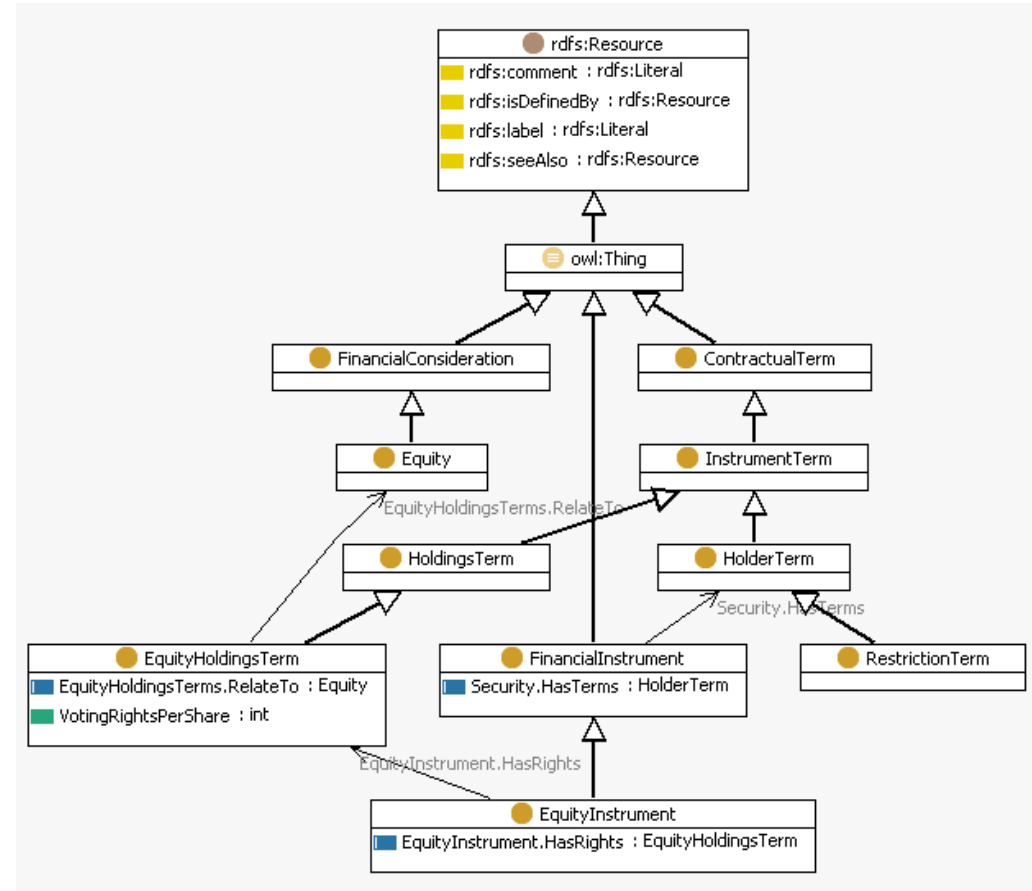 rdfs:Resource
rdfs:comment : rdfs:Literal
rdfs:isDefinedBy : rdfs:Resource
rdfs:label : rdfs:Literal
rdfs:seeAlso : rdfs:Resource
owl:Thing
FinancialConsideration
ContractualTerm
Equity
InstrumentTerm
EquityHoldingsTerms.RelateTo
HoldingsTerm
HolderTerm
Security.HasTerms
EquityHoldingsTerm
EquityHoldingsTerms.RelateTo : Equity
VotingRightsPerShare : int
FinancialInstrument
Security.HasTerms : HolderTerm
RestrictionTerm
EquityInstrument.HasRights
EquityInstrument
EquityInstrument.HasRights : EquityHoldingsTerm